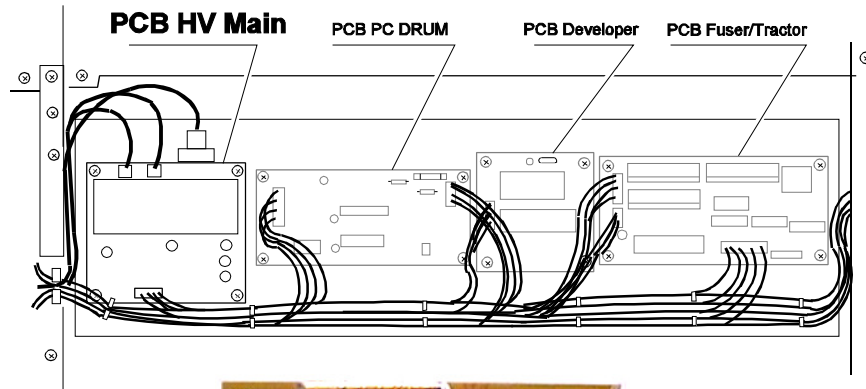 PCB HV Main
PCB PC DRUM
PCB Developer
PCB Fuser/Tractor